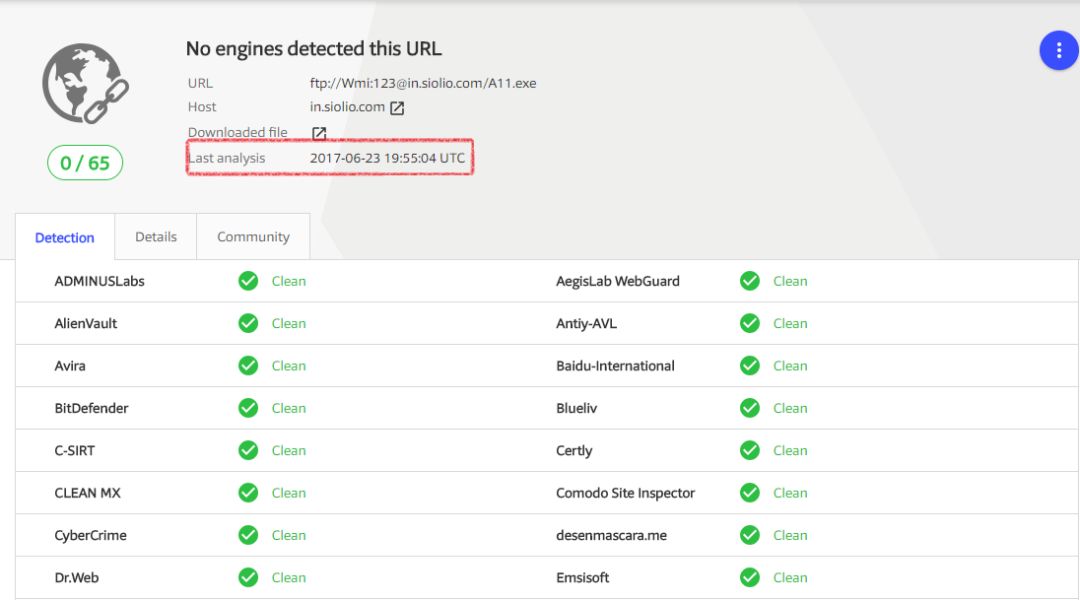 No engines detected this URL
URL ftp://Wmi:123@in.siolio.com/A11.exe
Host in.siolio.com
Downloaded file
Last analysis 2017-06-23 19:55:04 UTC
0 / 65
Detection Details Community
ADMINUSLabs Clean AegisLab WebGuard Clean
AlienVault Clean Antiy-AVL Clean
Avira Clean Baidu-International Clean
BitDefender Clean Blueliv Clean
C-SIRT Clean Certly Clean
CLEAN MX Clean Comodo Site Inspector Clean
CyberCrime Clean desenmascara.me Clean
Dr.Web Clean Emsisoft Clean